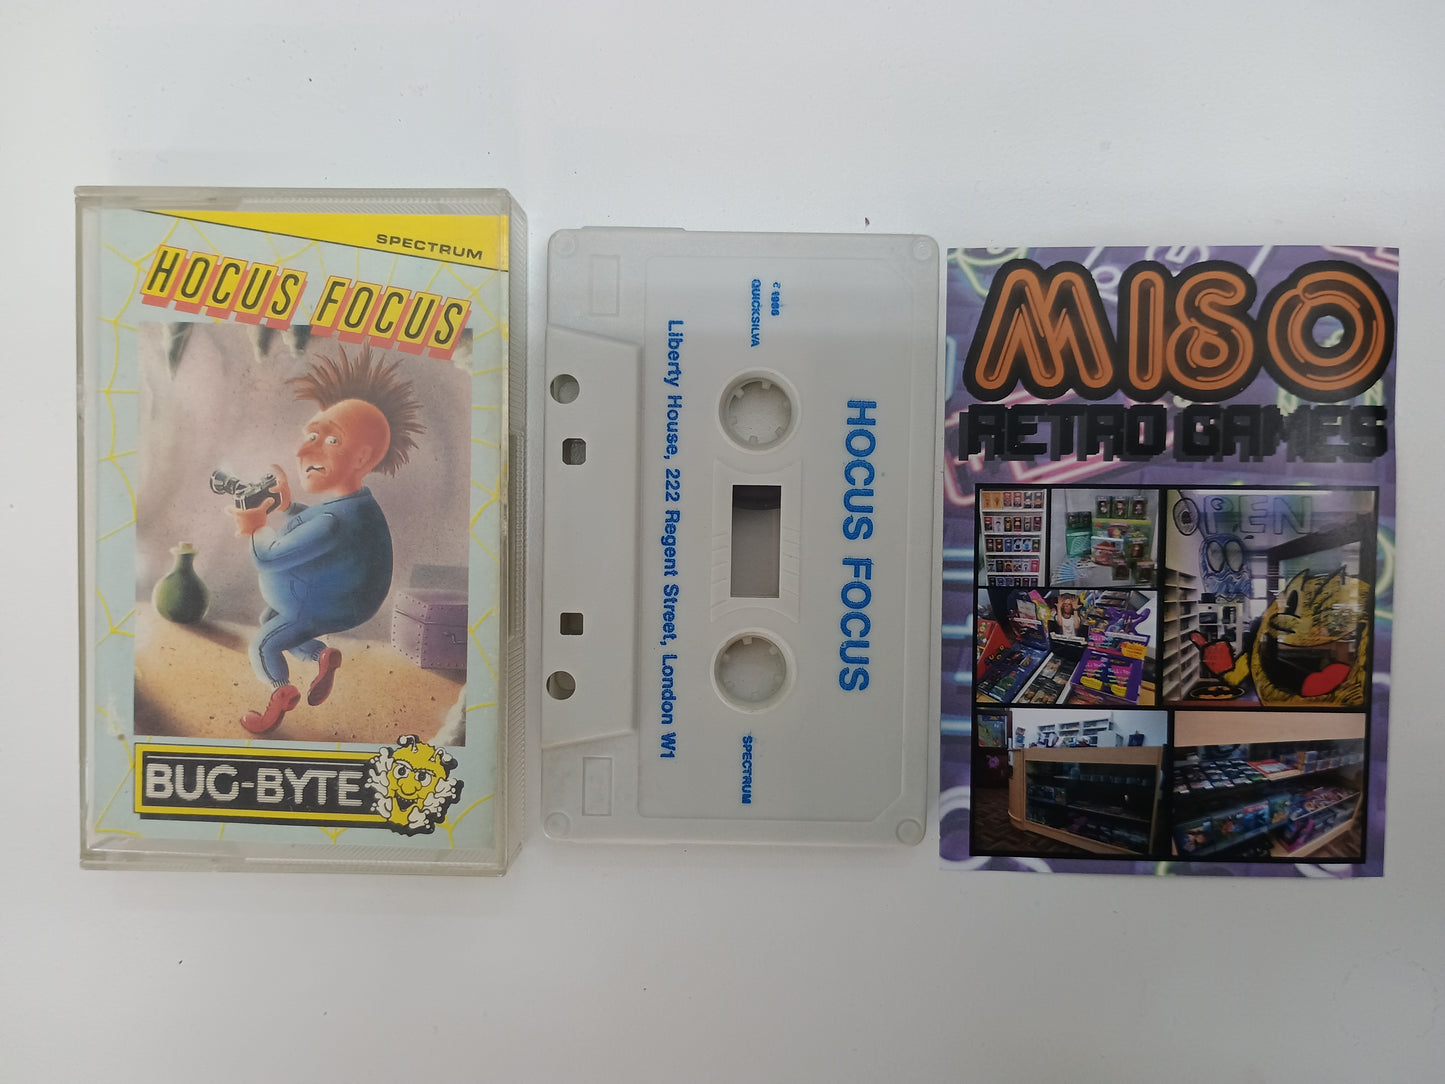 SPECTRUM
HOCUS FOCUS
BUG-BYTE
HOCUS FOCUS
© 1986
QUICKSILVA
SPECTRUM
Liberty House, 222 Regent Street, London W1
MISO
RETRO GAMES
OPEN